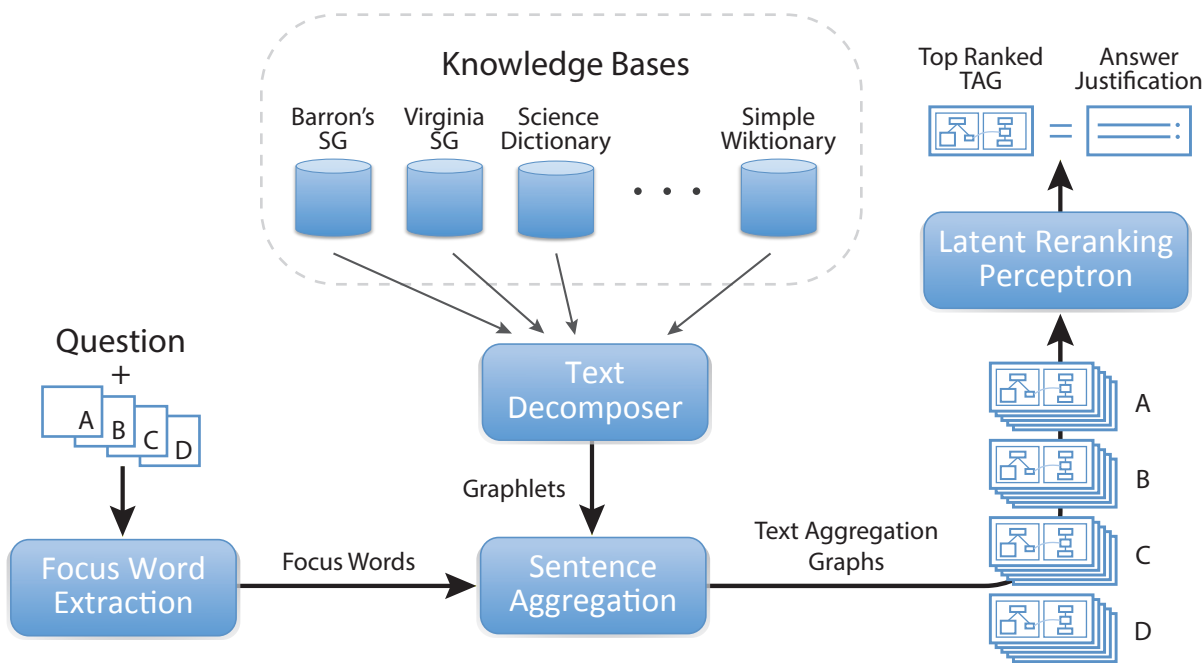 Knowledge Bases
Barron's
SG
Virginia
SG
Science
Dictionary
• • •
Simple
Wiktionary
Top Ranked
TAG
=
Answer
Justification
Latent Reranking
Perceptron
Question
+
A
B
C
D
Text
Decomposer
Graphlets
Focus Word
Extraction
Focus Words
Sentence
Aggregation
Text Aggregation
Graphs
A
B
C
D